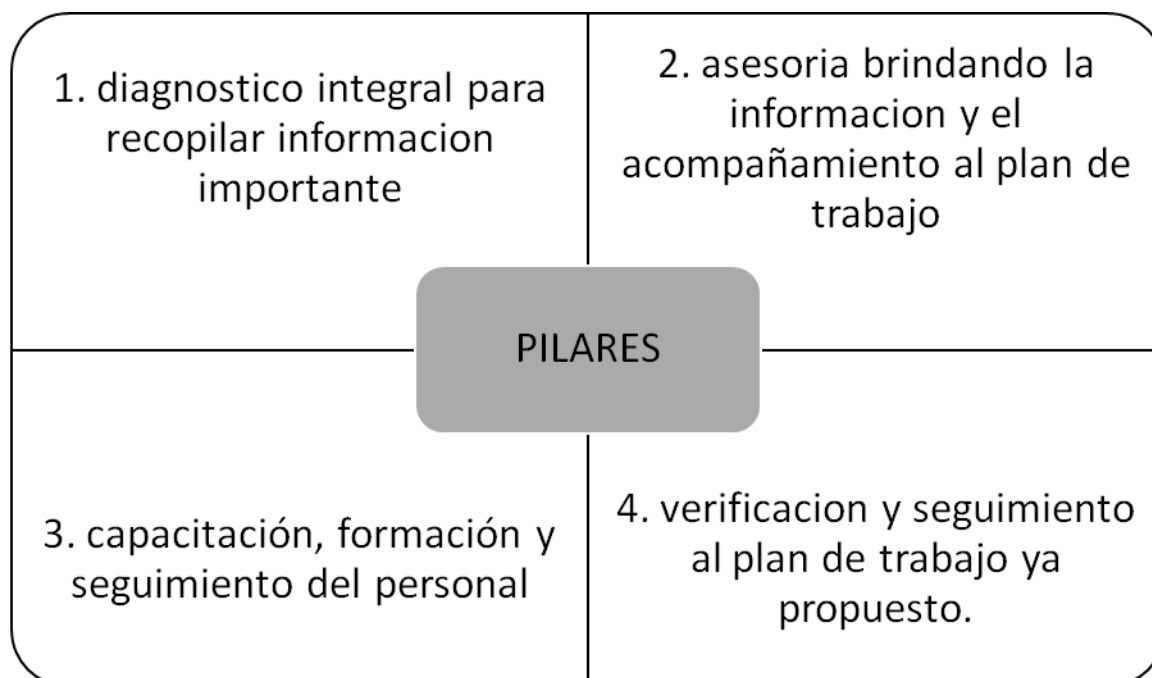 1. diagnostico integral para
recopilar informacion
importante
2. asesoria brindando la
informacion y el
acompañamiento al plan de
trabajo
PILARES
3. capacitación, formación y
seguimiento del personal
4. verificacion y seguimiento
al plan de trabajo ya
propuesto.